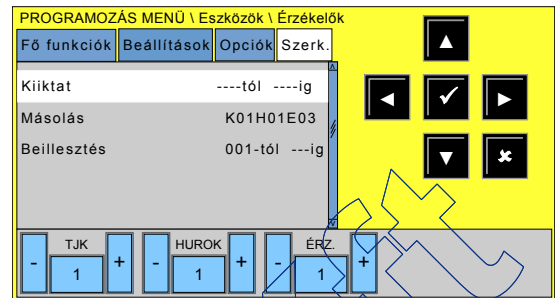 PROGRAMOZÁS MENÜ \ Eszközök \ Érzékelők
Fő funkciók Beállítások Opciók Szerk.
Kiiktat ----tól ----ig
Másolás K01H01E03
Beillesztés 001-tól ---ig
TJK HUROK ÉRZ.
- 1 + - 1 + - 1 +